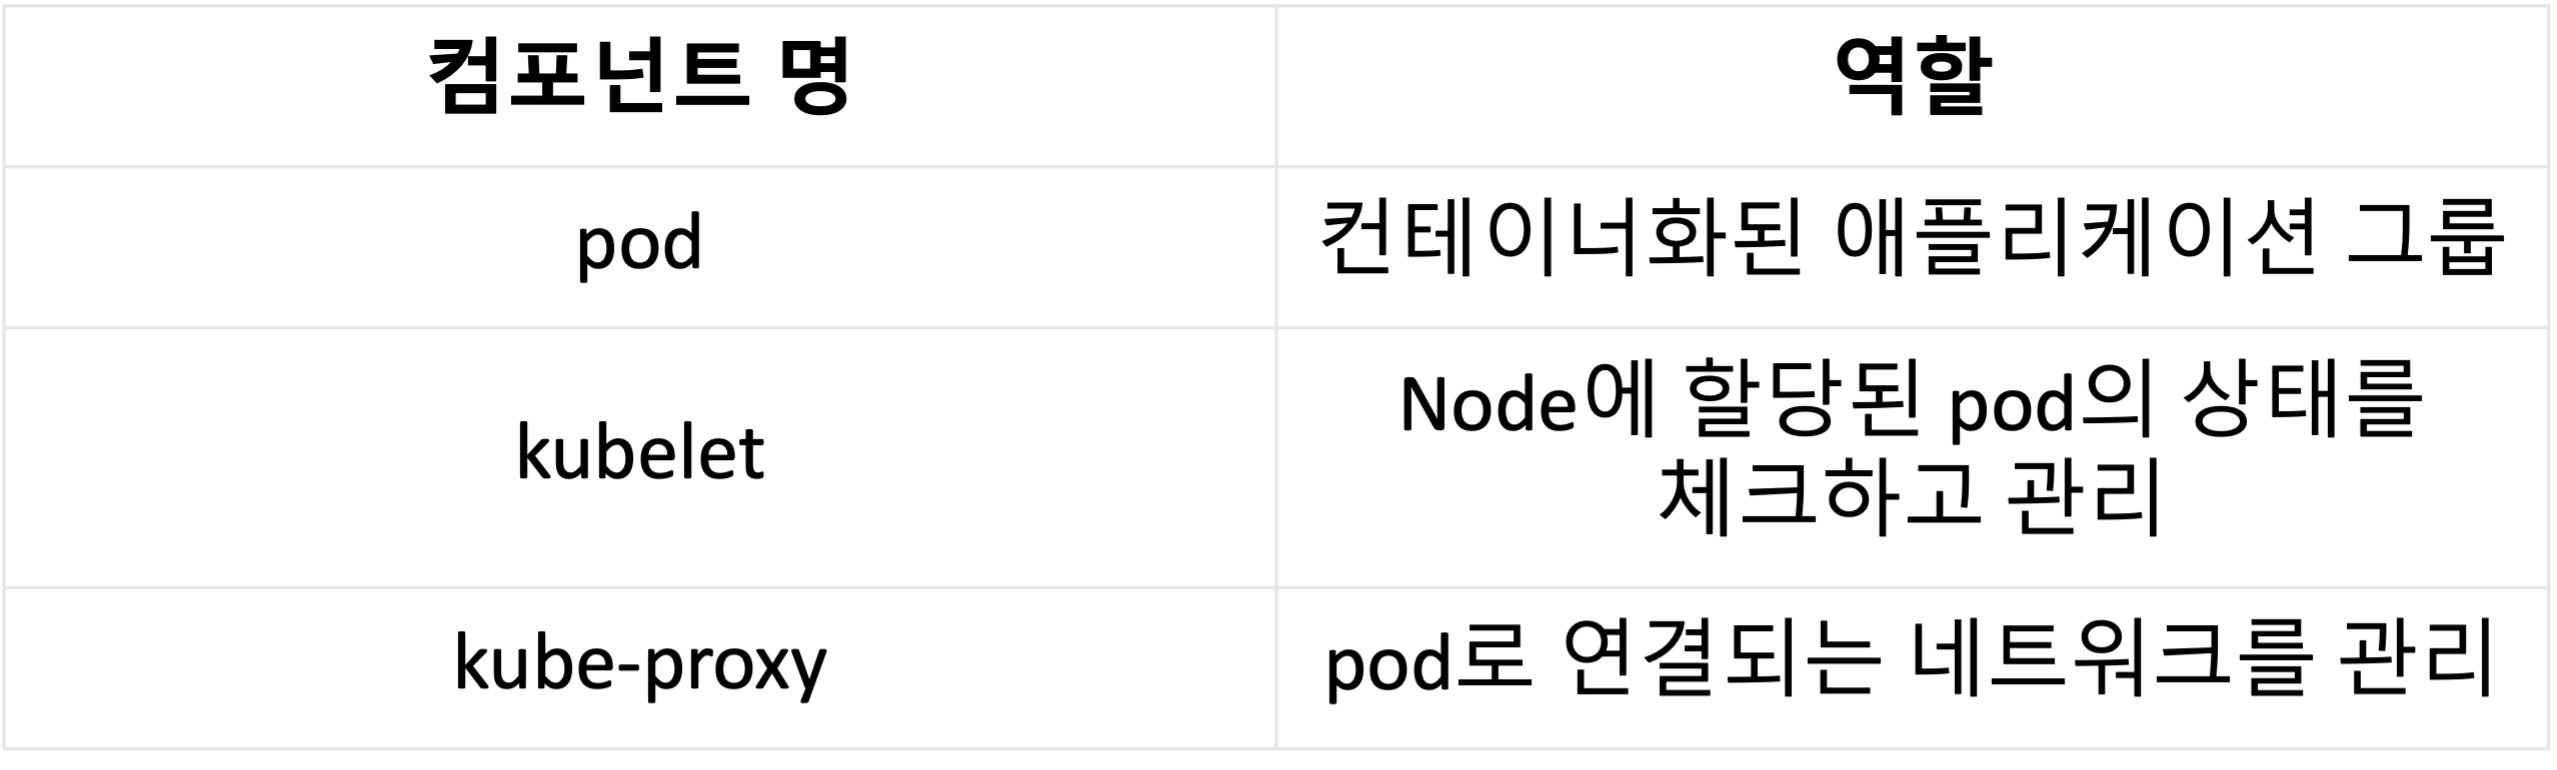 컴포넌트 명
역할
pod
컨테이너화된 애플리케이션 그룹
kubelet
Node에 할당된 pod의 상태를
체크하고 관리
kube-proxy
pod로 연결되는 네트워크를 관리